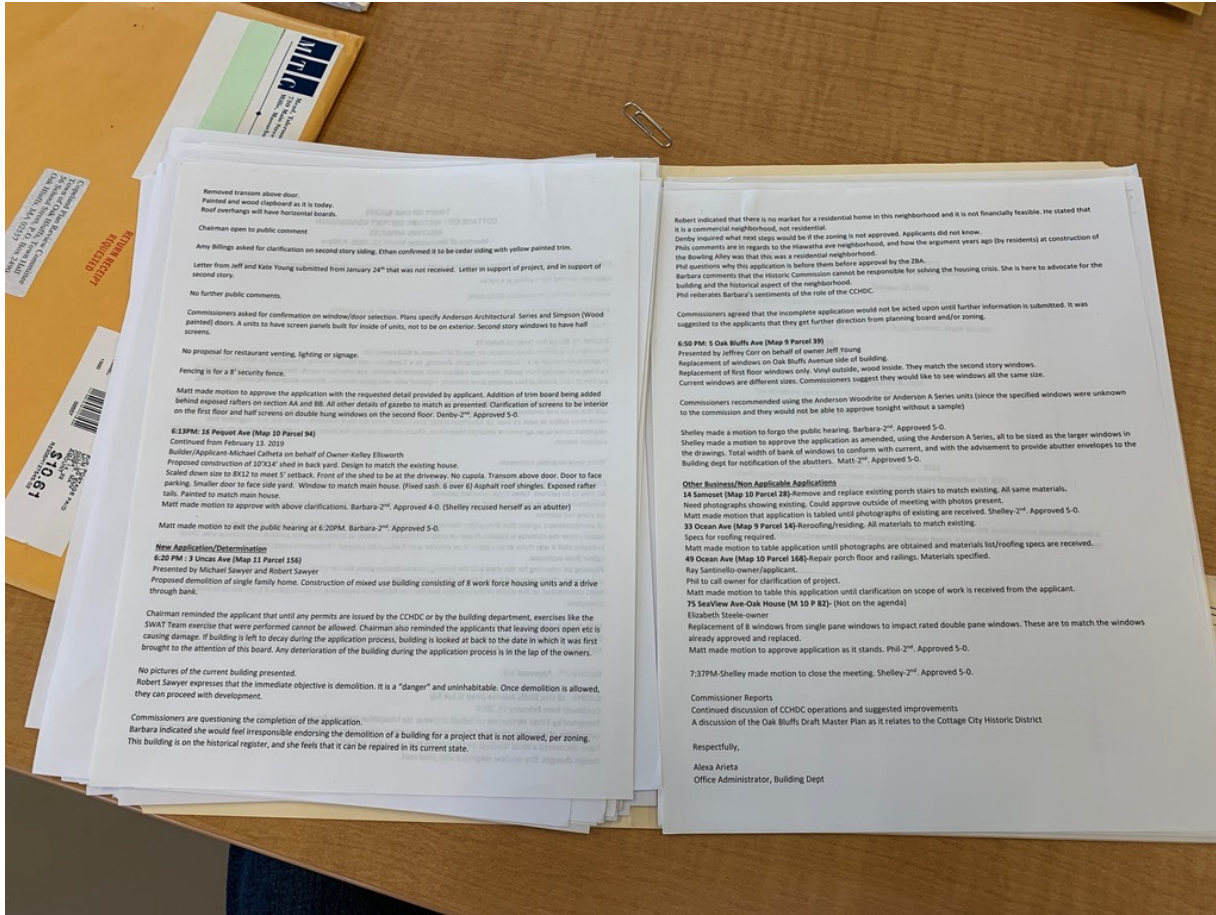 MTC
Copeland Plan Review Committee
Town of Oak Bluffs, Town Hall
56 School Street, P.O. Box 2490
Oak Bluffs, MA 02557
RETURN RECEIPT
REQUESTED
1000
02557
$10.61
Removed transom above door.
Painted and wood clapboard as it is today.
Roof overhangs will have horizontal boards.
Chairman open to public comment
Amy Billings asked for clarification on second story siding. Ethan confirmed it to be cedar siding with yellow painted trim.
Letter from Jeff and Kate Young submitted from January 24th that was not received. Letter in support of project, and in support of
second story.
No further public comments.
Commissioners asked for confirmation on window/door selection. Plans specify Anderson Architectural Series and Simpson (Wood
painted) doors. A units to have screen panels built for inside of units, not to be on exterior. Second story windows to have half
screens.
No proposal for restaurant venting, lighting or signage.
Fencing is for a 8' security fence.
Matt made motion to approve the application with the requested detail provided by applicant. Addition of trim board being added
behind exposed rafters on section AA and BB. All other details of gazebo to match as presented. Clarification of screens to be interior
on the first floor and half screens on double hung windows on the second floor. Denby-2nd. Approved 5-0.
6:13PM: 16 Pequot Ave (Map 10 Parcel 94)
Continued from February 13. 2019
Builder/Applicant-Michael Calheta on behalf of Owner-Kelley Ellsworth
Proposed construction of 10'X14' shed in back yard. Design to match the existing house.
Scaled down size to 8X12 to meet 5' setback. Front of the shed to be at the driveway. No cupola. Transom above door. Door to face
parking. Smaller door to face side yard. Window to match main house. (Fixed sash. 6 over 6) Asphalt roof shingles. Exposed rafter
tails. Painted to match main house.
Matt made motion to approve with above clarifications. Barbara-2nd. Approved 4-0. (Shelley recused herself as an abutter)
Matt made motion to exit the public hearing at 6:20PM. Barbara-2nd. Approved 5-0.
New Application/Determination
6:20 PM : 3 Uncas Ave (Map 11 Parcel 156)
Presented by Michael Sawyer and Robert Sawyer
Proposed demolition of single family home. Construction of mixed use building consisting of 8 work force housing units and a drive
through bank.
Chairman reminded the applicant that until any permits are issued by the CCHDC or by the building department, exercises like the
SWAT Team exercise that were performed cannot be allowed. Chairman also reminded the applicants that leaving doors open etc is
causing damage. If building is left to decay during the application process, building is looked at back to the date in which it was first
brought to the attention of this board. Any deterioration of the building during the application process is in the lap of the owners.
No pictures of the current building presented.
Robert Sawyer expresses that the immediate objective is demolition. It is a "danger" and uninhabitable. Once demolition is allowed,
they can proceed with development.
Commissioners are questioning the completion of the application.
Barbara indicated she would feel irresponsible endorsing the demolition of a building for a project that is not allowed, per zoning.
This building is on the historical register, and she feels that it can be repaired in its current state.
Robert indicated that there is no market for a residential home in this neighborhood and it is not financially feasible. He stated that
it is a commercial neighborhood, not residential.
Denby inquired what next steps would be if the zoning is not approved. Applicants did not know.
Phils comments are in regards to the Hiawatha ave neighborhood, and how the argument years ago (by residents) at construction of
the Bowling Alley was that this was a residential neighborhood.
Phil questions why this application is before them before approval by the ZBA.
Barbara comments that the Historic Commission cannot be responsible for solving the housing crisis. She is here to advocate for the
building and the historical aspect of the neighborhood.
Phil reiterates Barbara's sentiments of the role of the CCHDC.
Commissioners agreed that the incomplete application would not be acted upon until further information is submitted. It was
suggested to the applicants that they get further direction from planning board and/or zoning.
6:50 PM: 5 Oak Bluffs Ave (Map 9 Parcel 39)
Presented by Jeffrey Corr on behalf of owner Jeff Young
Replacement of windows on Oak Bluffs Avenue side of building.
Replacement of first floor windows only. Vinyl outside, wood inside. They match the second story windows.
Current windows are different sizes. Commissioners suggest they would like to see windows all the same size.
Commissioners recommended using the Anderson Woodrite or Anderson A Series units (since the specified windows were unknown
to the commission and they would not be able to approve tonight without a sample)
Shelley made a motion to forgo the public hearing. Barbara-2nd. Approved 5-0.
Shelley made a motion to approve the application as amended, using the Anderson A Series, all to be sized as the larger windows in
the drawings. Total width of bank of windows to conform with current, and with the advisement to provide abutter envelopes to the
Building dept for notification of the abutters. Matt-2nd. Approved 5-0.
Other Business/Non Applicable Applications
14 Samoset (Map 10 Parcel 28)-Remove and replace existing porch stairs to match existing. All same materials.
Need photographs showing existing. Could approve outside of meeting with photos present.
Matt made motion that application is tabled until photographs of existing are received. Shelley-2nd. Approved 5-0.
33 Ocean Ave (Map 9 Parcel 14)-Reroofing/residing. All materials to match existing.
Specs for roofing required.
Matt made motion to table application until photographs are obtained and materials list/roofing specs are received.
49 Ocean Ave (Map 10 Parcel 168)-Repair porch floor and railings. Materials specified.
Ray Santinello-owner/applicant.
Phil to call owner for clarification of project.
Matt made motion to table this application until clarification on scope of work is received from the applicant.
75 SeaView Ave-Oak House (M 10 P 82)- (Not on the agenda)
Elizabeth Steele-owner
Replacement of 8 windows from single pane windows to impact rated double pane windows. These are to match the windows
already approved and replaced.
Matt made motion to approve application as it stands. Phil-2nd. Approved 5-0.
7:37PM-Shelley made motion to close the meeting. Shelley-2nd. Approved 5-0.
Commissioner Reports
Continued discussion of CCHDC operations and suggested improvements
A discussion of the Oak Bluffs Draft Master Plan as it relates to the Cottage City Historic District
Respectfully,
Alexa Arieta
Office Administrator, Building Dept